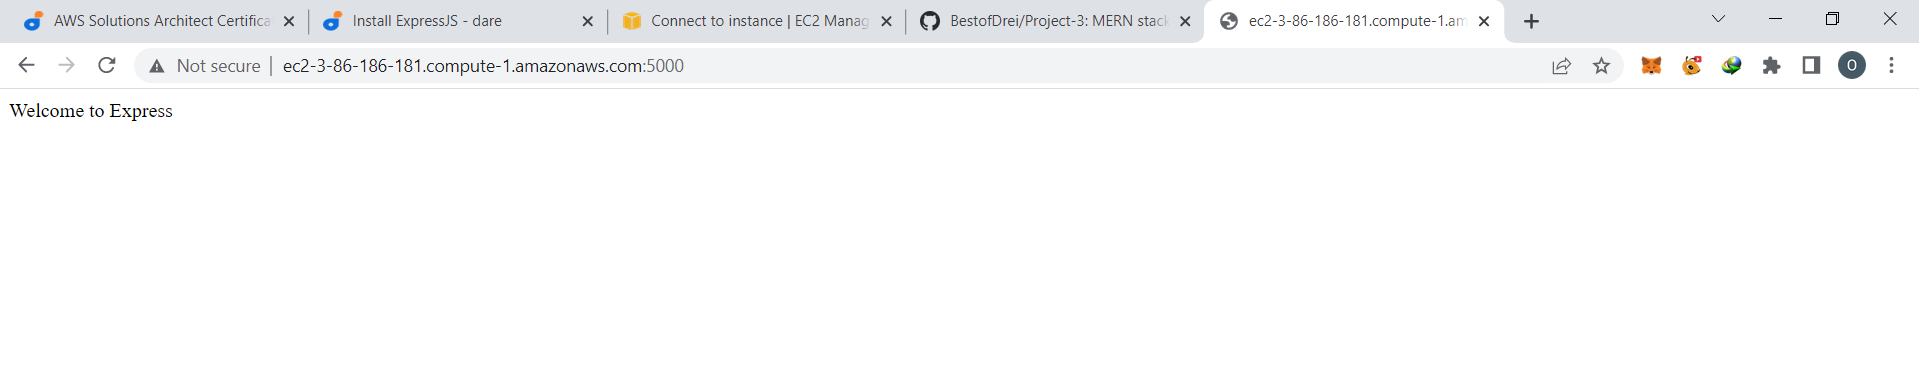 AWS Solutions Architect Certifica
Install ExpressJS - dare
Connect to instance | EC2 Manag
BestofDrei/Project-3: MERN stack
ec2-3-86-186-181.compute-1.am
Not secure
ec2-3-86-186-181.compute-1.amazonaws.com:5000
O
Welcome to Express